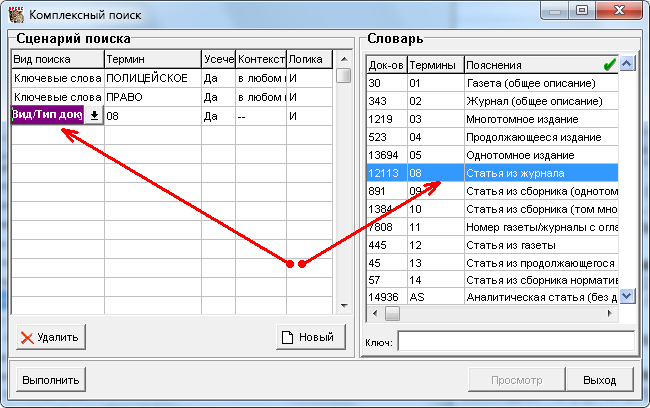 Комплексный поиск
Сценарий поиска
Вид поиска Термин Усече Контекст Логика
Ключевые слова ПОЛИЦЕЙСКОЕ Да в любом И
Ключевые слова ПРАВО Да в любом И
Вид/Тип док 08 Да -- И
Удалить Новый
Словарь
Док-ов Термины Пояснения
30 01 Газета (общее описание)
343 02 Журнал (общее описание)
1219 03 Многотомное издание
523 04 Продолжающееся издание
13694 05 Однотомное издание
12113 08 Статья из журнала
891 09 Статья из сборника (однотом
1384 10 Статья из сборника (том мно
7808 11 Номер газеты/журналы с огла
445 12 Статья из газеты
45 13 Статья из продолжающегося
57 14 Статья из сборника норматив
14936 AS Аналитическая статья (без д
Ключ:
Выполнить Просмотр Выход